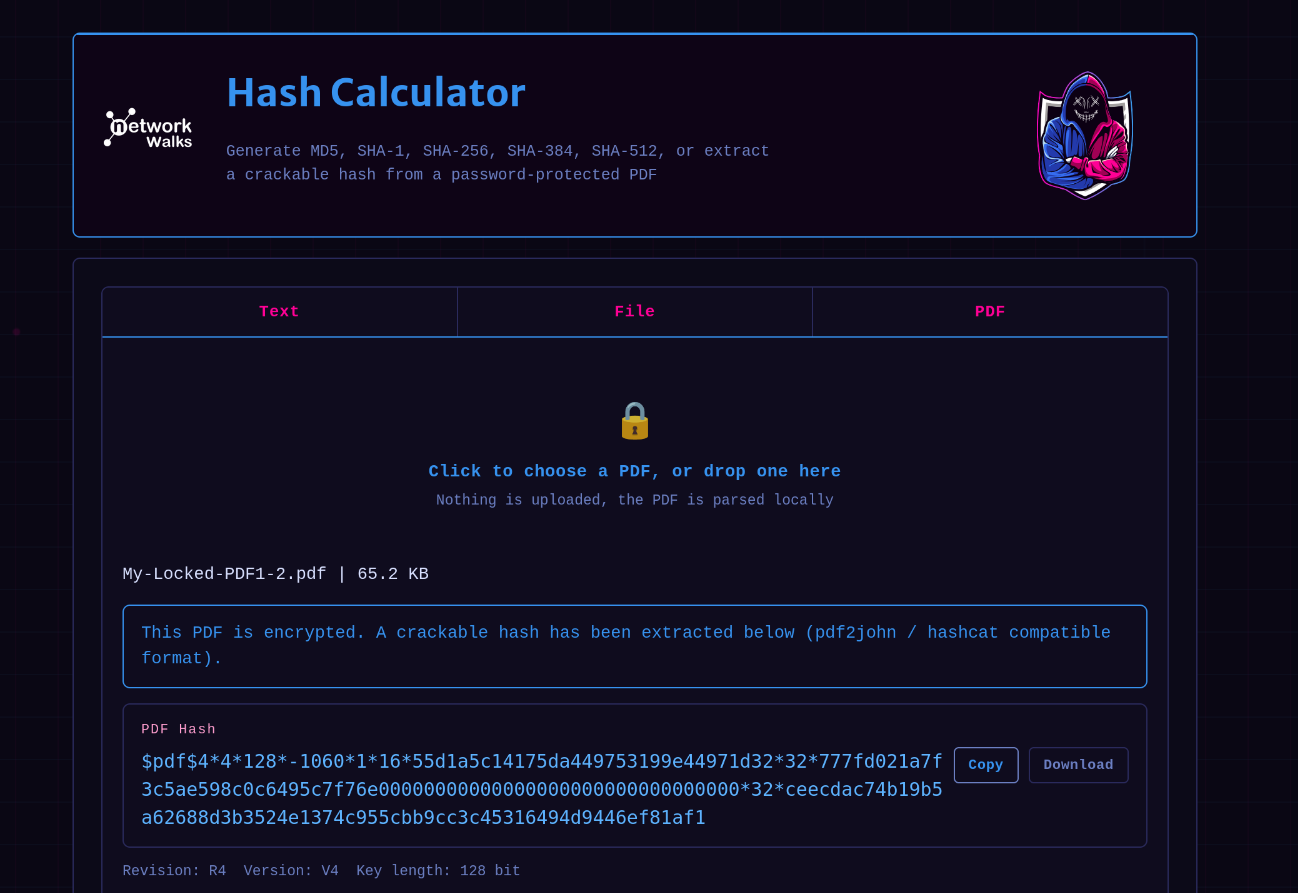 network
Walks
Hash Calculator
Generate MD5, SHA-1, SHA-256, SHA-384, SHA-512, or extract
a crackable hash from a password-protected PDF
Text
File
PDF
Click to choose a PDF, or drop one here
Nothing is uploaded, the PDF is parsed locally
My-Locked-PDF1-2.pdf | 65.2 KB
This PDF is encrypted. A crackable hash has been extracted below (pdf2john / hashcat compatible
format).
PDF Hash
$pdf$4*4*128*-1060*1*16*55d1a5c14175da449753199e44971d32*32*777fd021a7f
3c5ae598c0c6495c7f76e00000000000000000000000000000000*32*ceecdac74b19b5
a62688d3b3524e1374c955cbb9cc3c45316494d9446ef81af1
Copy
Download
Revision: R4 Version: V4 Key length: 128 bit